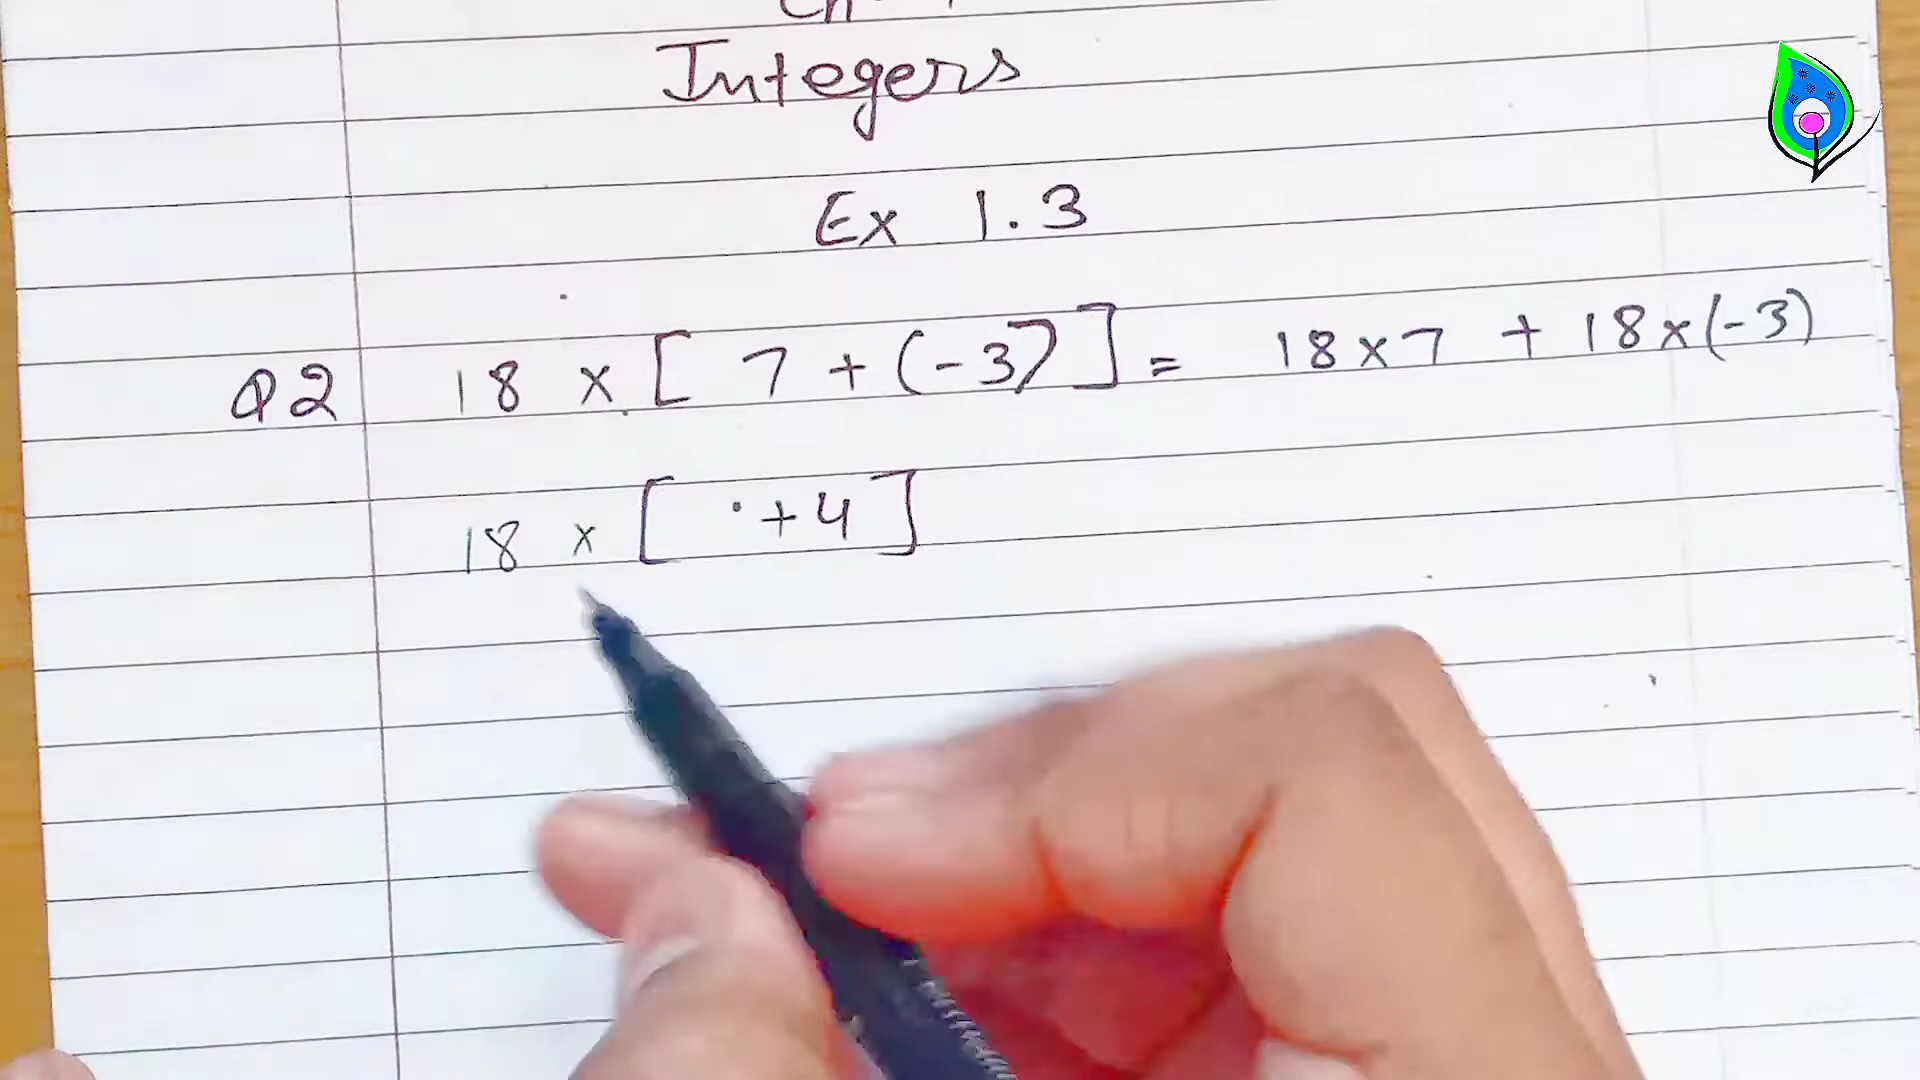 Integers
Ex 1.3
Q2 18 × [ 7 + (-3) ] = 18×7 + 18×(-3)
18 × [ +4 ]